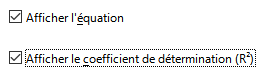 Afficher l'équation
Afficher le coefficient de détermination (R²)